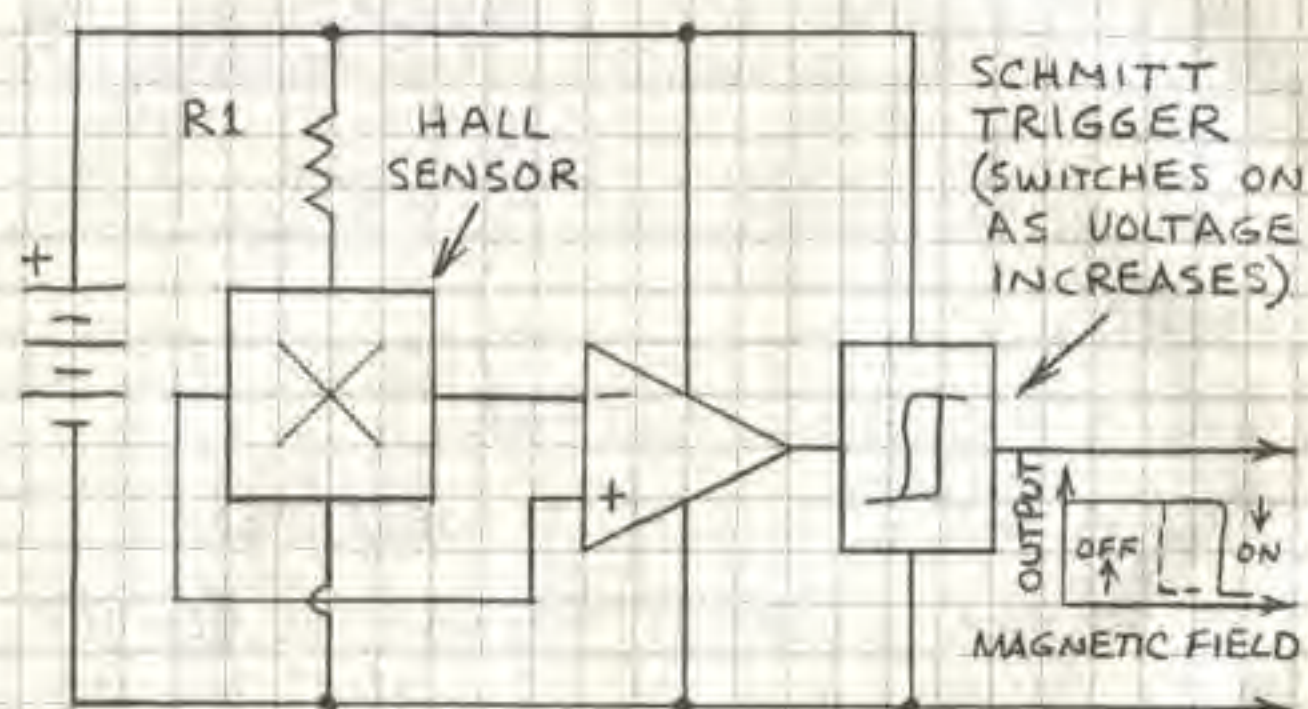 R1
HALL
SENSOR
SCHMITT
TRIGGER
(SWITCHES ON
AS VOLTAGE
INCREASES)
+
−
+
OUTPUT
OFF
ON
MAGNETIC FIELD